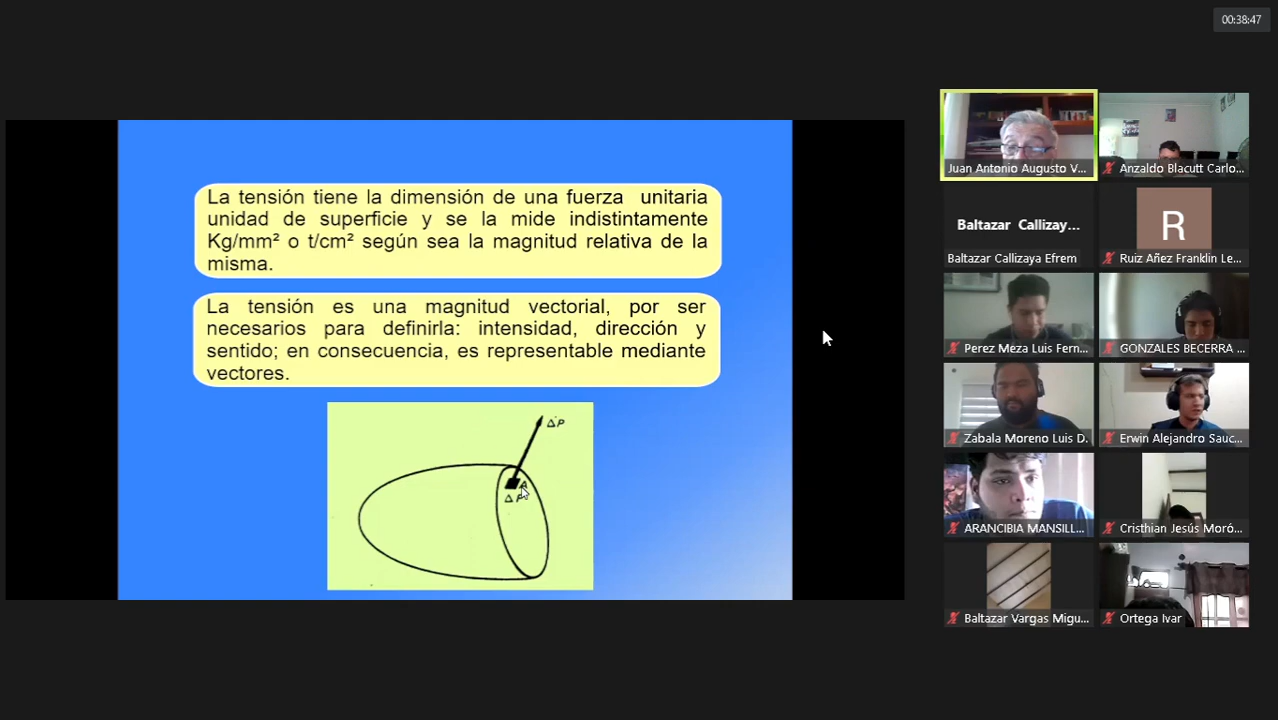 00:38:47
La tensión tiene la dimensión de una fuerza unitaria
unidad de superficie y se la mide indistintamente
Kg/mm² o t/cm² según sea la magnitud relativa de la
misma.
La tensión es una magnitud vectorial, por ser
necesarios para definirla: intensidad, dirección y
sentido; en consecuencia, es representable mediante
vectores.
ΔP
A
Δ
Juan Antonio Augusto V...
Anzaldo Blacutt Carlo...
Baltazar Callizay...
Baltazar Callizaya Efrem
R
Ruiz Añez Franklin Le...
Perez Meza Luis Fern...
GONZALES BECERRA ...
Zabala Moreno Luis D.
Erwin Alejandro Sauc...
ARANCIBIA MANSILL...
Cristhian Jesús Moró...
Baltazar Vargas Migu...
Ortega Ivar